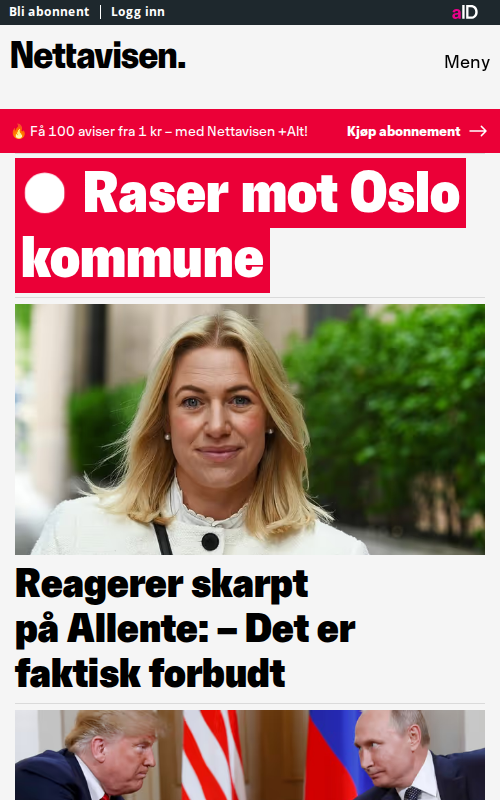 Bli abonnent | Logg inn
aID
Nettavisen.
Meny
🔥 Få 100 aviser fra 1 kr – med Nettavisen +Alt!
Kjøp abonnement →
Raser mot Oslo
kommune
Reagerer skarpt
på Allente: – Det er
faktisk forbudt